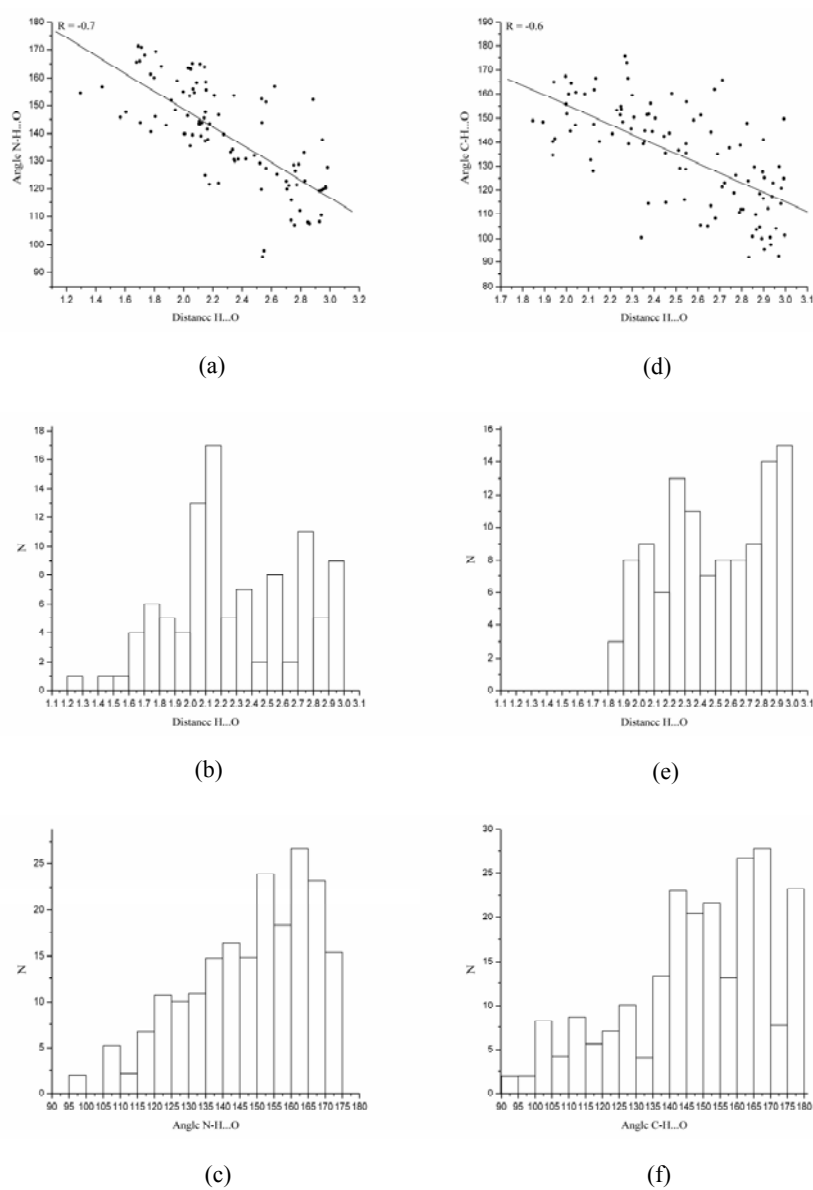 R = -0.7
180
170
160
150
140
130
120
110
100
90
Angle N-H...O
1.2 1.4 1.6 1.8 2.0 2.2 2.4 2.6 2.8 3.0 3.2
Distance H...O
(a)
R = -0.6
190
180
170
160
150
140
130
120
110
100
90
80
Angle C-H...O
1.7 1.8 1.9 2.0 2.1 2.2 2.3 2.4 2.5 2.6 2.7 2.8 2.9 3.0 3.1
Distance H...O
(d)
18
16
14
12
10
8
6
4
2
0
N
1.1 1.2 1.3 1.4 1.5 1.6 1.7 1.8 1.9 2.0 2.1 2.2 2.3 2.4 2.5 2.6 2.7 2.8 2.9 3.0 3.1
Distance H...O
(b)
16
14
12
10
8
6
4
2
0
N
1.1 1.2 1.3 1.4 1.5 1.6 1.7 1.8 1.9 2.0 2.1 2.2 2.3 2.4 2.5 2.6 2.7 2.8 2.9 3.0 3.1
Distance H...O
(e)
25
20
15
10
5
0
N
90 95 100 105 110 115 120 125 130 135 140 145 150 155 160 165 170 175 180
Angle N-H...O
(c)
30
25
20
15
10
5
0
N
90 95 100 105 110 115 120 125 130 135 140 145 150 155 160 165 170 175 180
Angle C-H...O
(f)